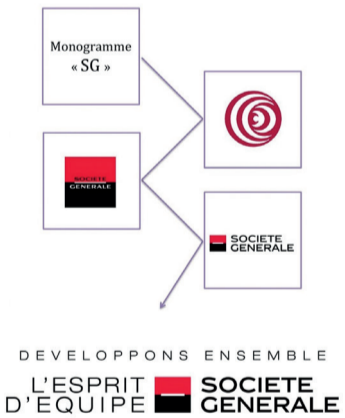 Monogramme
« SG »
SOCIETE
GENERALE
SOCIETE
GENERALE
DEVELOPPONS ENSEMBLE
L'ESPRIT
D'EQUIPE
SOCIETE
GENERALE